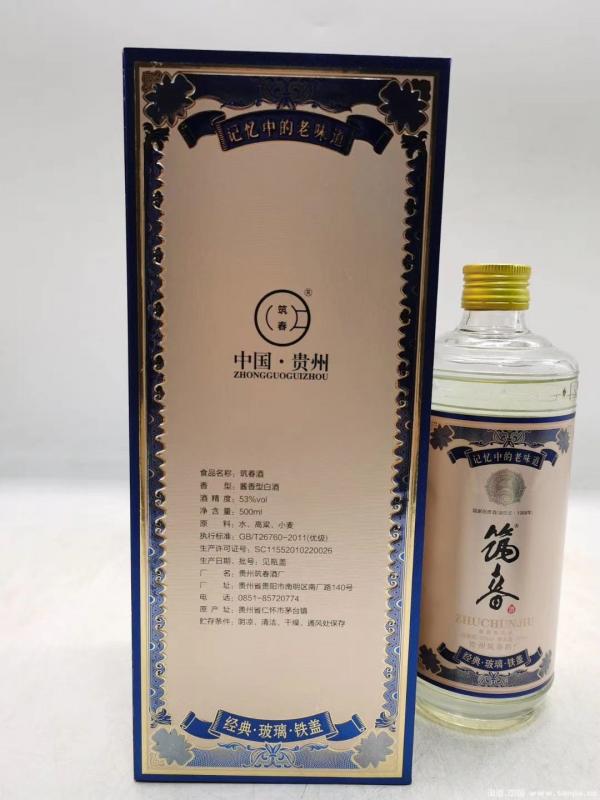 记忆中的老味道
筑春
®
中国·贵州
ZHONGGUOGUIZHOU
食品名称：筑春酒
香 型：酱香型白酒
酒 精 度：53%vol
净 含 量：500ml
原 料：水、高粱、小麦
执行标准：GB/T26760-2011(优级)
生产许可证号：SC11552010220026
生产日期、批号：见瓶盖
厂 名：贵州筑春酒厂
厂 址：贵州省贵阳市南明区南厂路140号
电 话：0851-85720774
原 产 地：贵州省仁怀市茅台镇
贮存条件：阴凉、清洁、干燥、通风处保存
经典·玻璃·铁盖
记忆中的老味道
筑春
酒
ZHUCHUNJIU
贵州筑春酒厂
经典·玻璃·铁盖